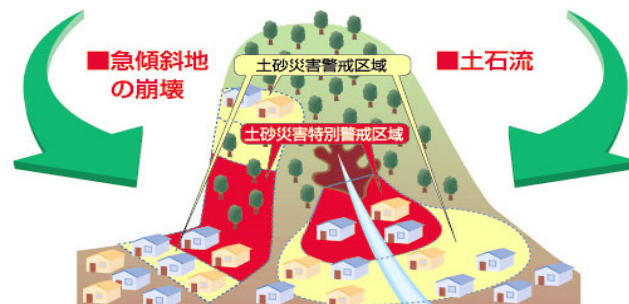 ■急傾斜地
の崩壊
土砂災害警戒区域
■土石流
土砂災害特別警戒区域